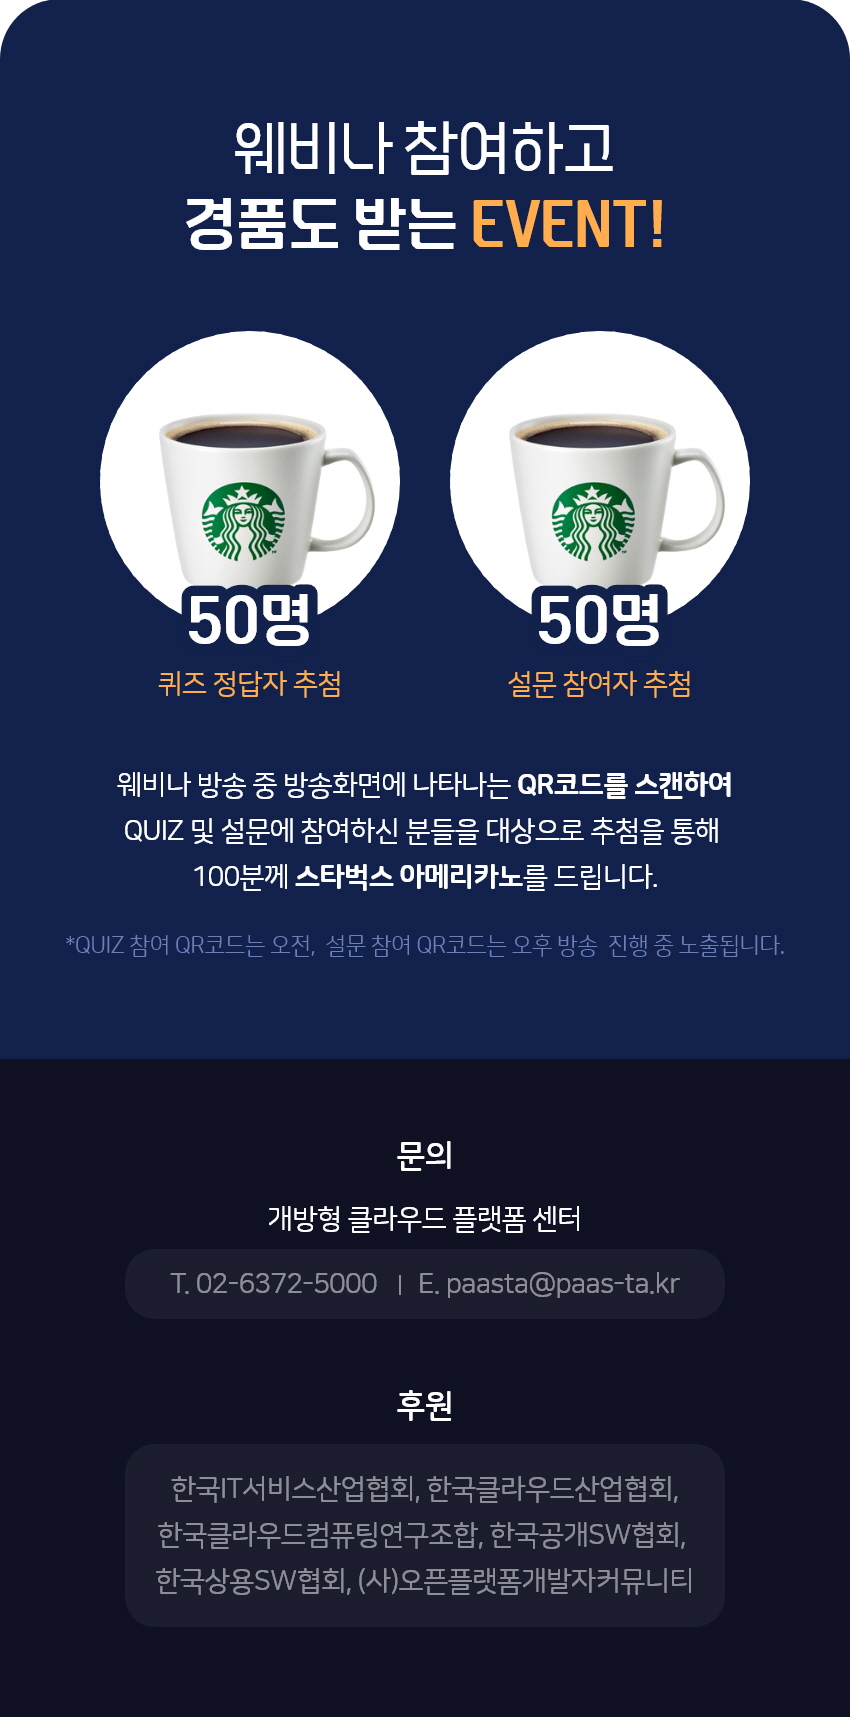 웨비나 참여하고
경품도 받는 EVENT!
50명
퀴즈 정답자 추첨
50명
설문 참여자 추첨
웨비나 방송 중 방송화면에 나타나는 QR코드를 스캔하여
QUIZ 및 설문에 참여하신 분들을 대상으로 추첨을 통해
100분께 스타벅스 아메리카노를 드립니다.
*QUIZ 참여 QR코드는 오전, 설문 참여 QR코드는 오후 방송 진행 중 노출됩니다.
문의
개방형 클라우드 플랫폼 센터
T. 02-6372-5000 | E. paasta@paas-ta.kr
후원
한국IT서비스산업협회, 한국클라우드산업협회,
한국클라우드컴퓨팅연구조합, 한국공개SW협회,
한국상용SW협회, (사)오픈플랫폼개발자커뮤니티